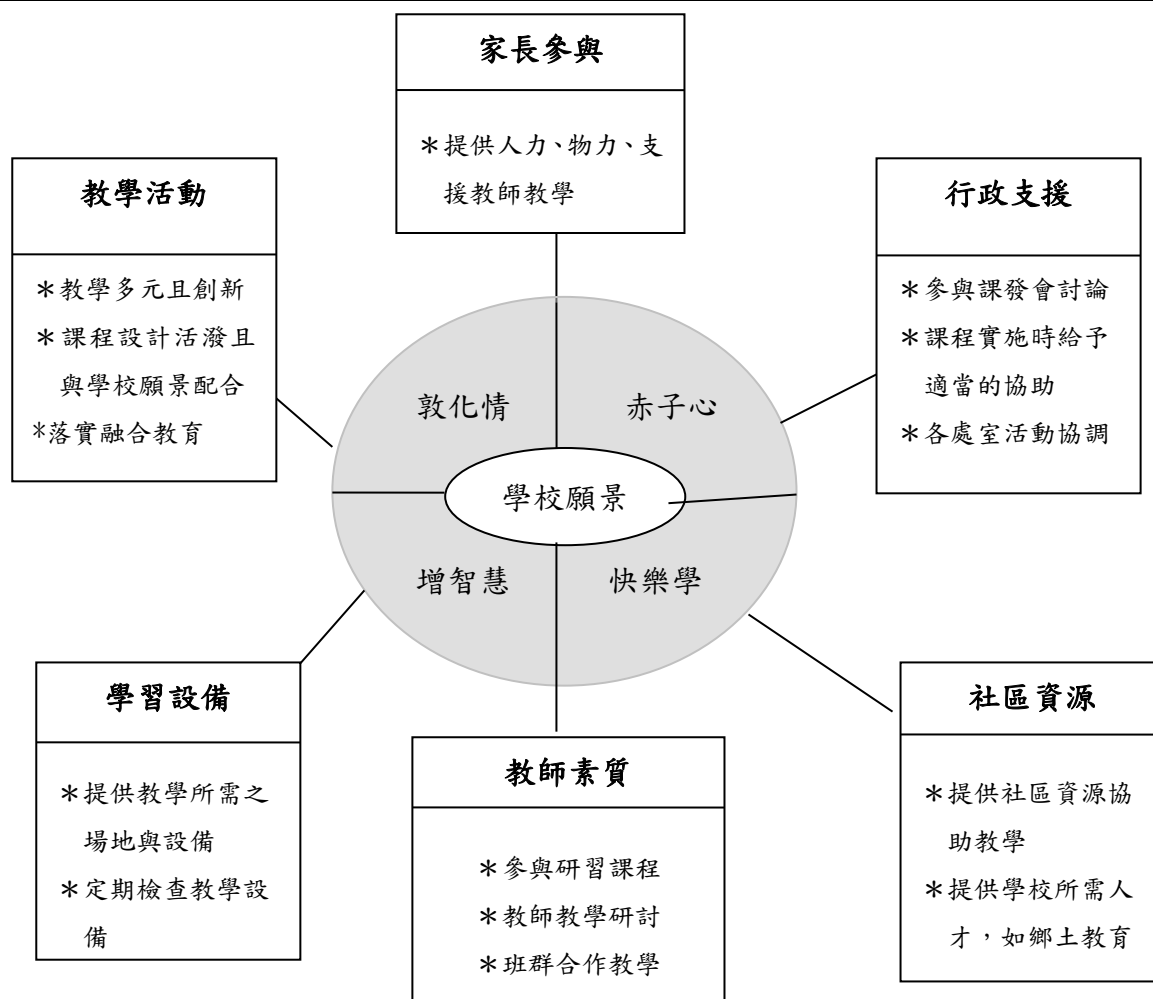 家長參與
＊提供人力、物力、支
援教師教學
教學活動
＊教學多元且創新
＊課程設計活潑且
與學校願景配合
*落實融合教育
行政支援
＊參與課發會討論
＊課程實施時給予
適當的協助
＊各處室活動協調
敦化情
赤子心
學校願景
增智慧
快樂學
學習設備
＊提供教學所需之
場地與設備
＊定期檢查教學設
備
教師素質
＊參與研習課程
＊教師教學研討
＊班群合作教學
社區資源
＊提供社區資源協
助教學
＊提供學校所需人
才，如鄉土教育